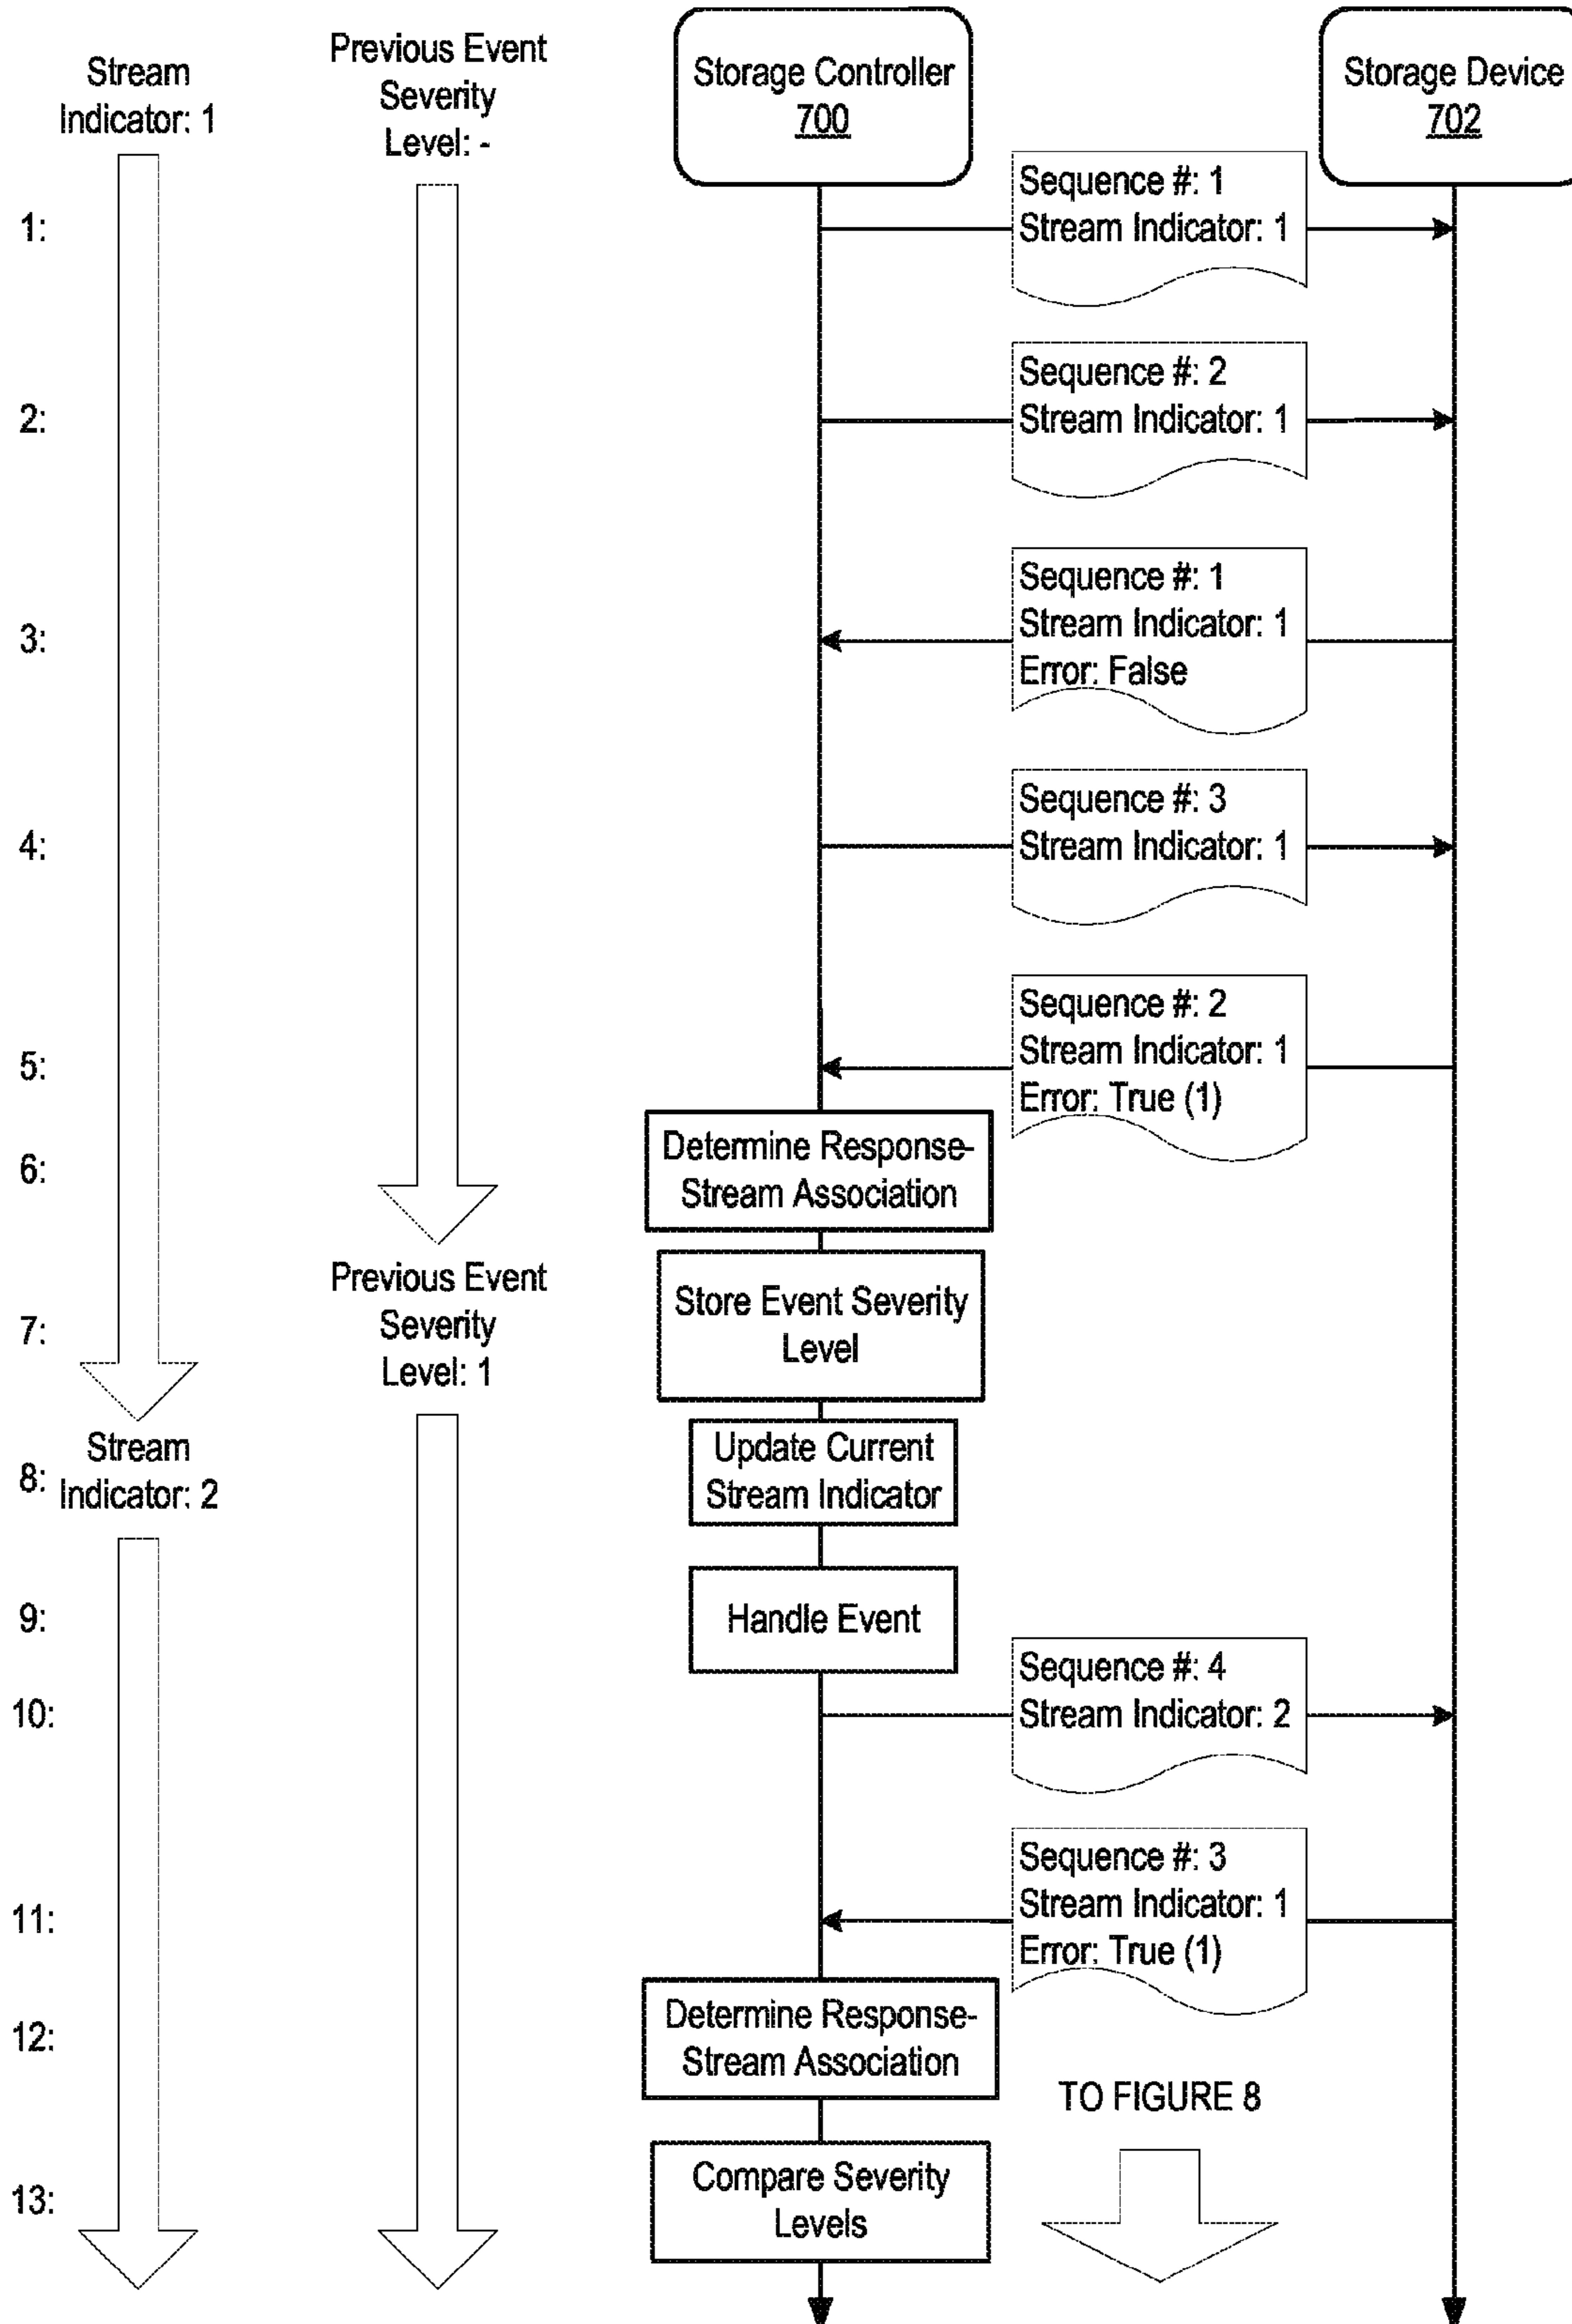 Stream
Indicator: 1
Previous Event
Severity
Level: -
Storage Controller
700
Storage Device
702
1:
Sequence #: 1
Stream Indicator: 1
2:
Sequence #: 2
Stream Indicator: 1
3:
Sequence #: 1
Stream Indicator: 1
Error: False
4:
Sequence #: 3
Stream Indicator: 1
5:
Sequence #: 2
Stream Indicator: 1
Error: True (1)
6:
Determine Response-
Stream Association
Previous Event
Severity
Level: 1
7:
Store Event Severity
Level
Stream
Indicator: 2
8:
Update Current
Stream Indicator
9:
Handle Event
10:
Sequence #: 4
Stream Indicator: 2
11:
Sequence #: 3
Stream Indicator: 1
Error: True (1)
12:
Determine Response-
Stream Association
TO FIGURE 8
13:
Compare Severity
Levels